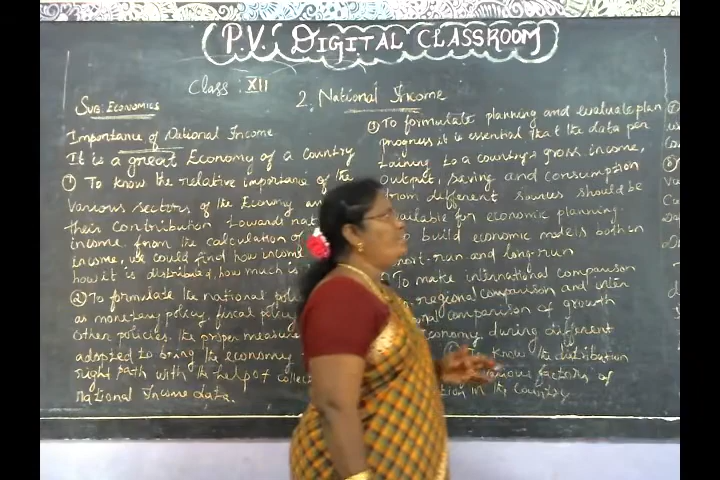 P.V. DIGITAL CLASSROOM
Class : XII
SUB: ECONOMICS
2. National Income
Importance of National Income
It is a great Economy of a country
① To know the relative importance of the
various sectors of the Economy an
their contribution towards nat
income from the calculation of
income, we could find how income
how it is distributed, how much is
② To formulate the national poli
as monetary policy, fiscal policy
other policies. the proper measure
adopted to bring the economy
right path with the help of collec
National Income data.
③ To formulate planning and evaluate plan
progress it is essential that the data per
taining to a country's gross income,
output, saving and consumption
from different sources should be
available for economic planning
To build economic models both in
short-run and long-run
To make international comparison
regional comparison and inter
comparison of growth
economy during different
To know the distribution
various factors of
tion in the country